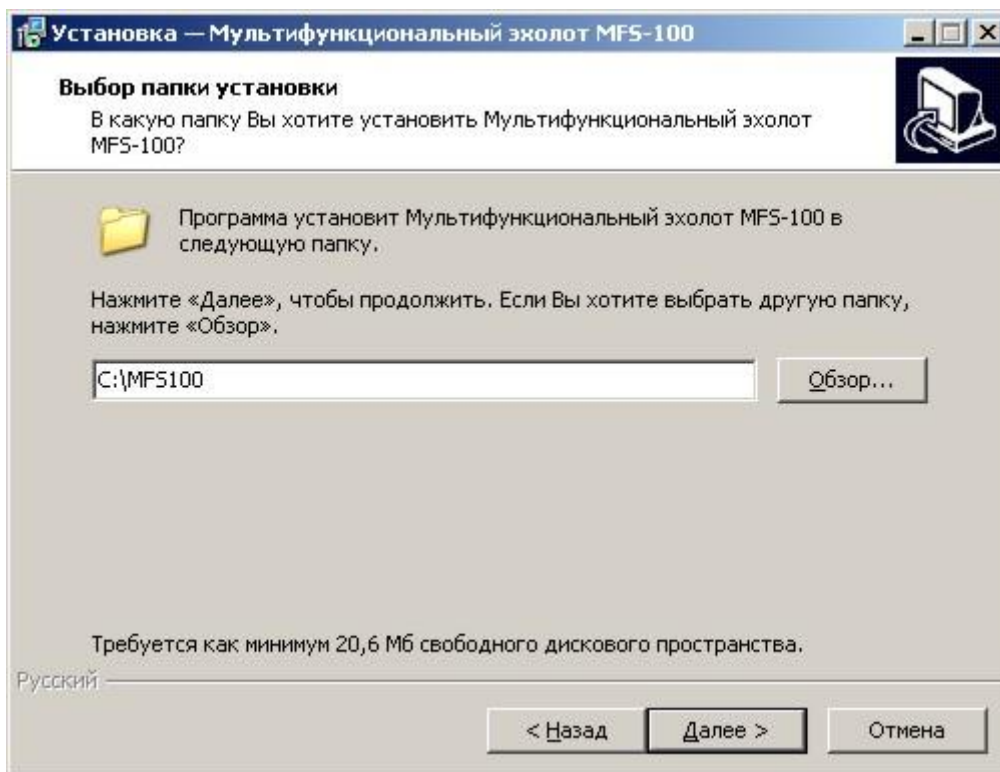 Установка — Мультифункциональный эхолот MFS-100
Выбор папки установки
В какую папку Вы хотите установить Мультифункциональный эхолот
MFS-100?
Программа установит Мультифункциональный эхолот MFS-100 в
следующую папку.
Нажмите «Далее», чтобы продолжить. Если Вы хотите выбрать другую папку,
нажмите «Обзор».
C:\MFS100
Обзор...
Требуется как минимум 20,6 Мб свободного дискового пространства.
Русский
< Назад
Далее >
Отмена